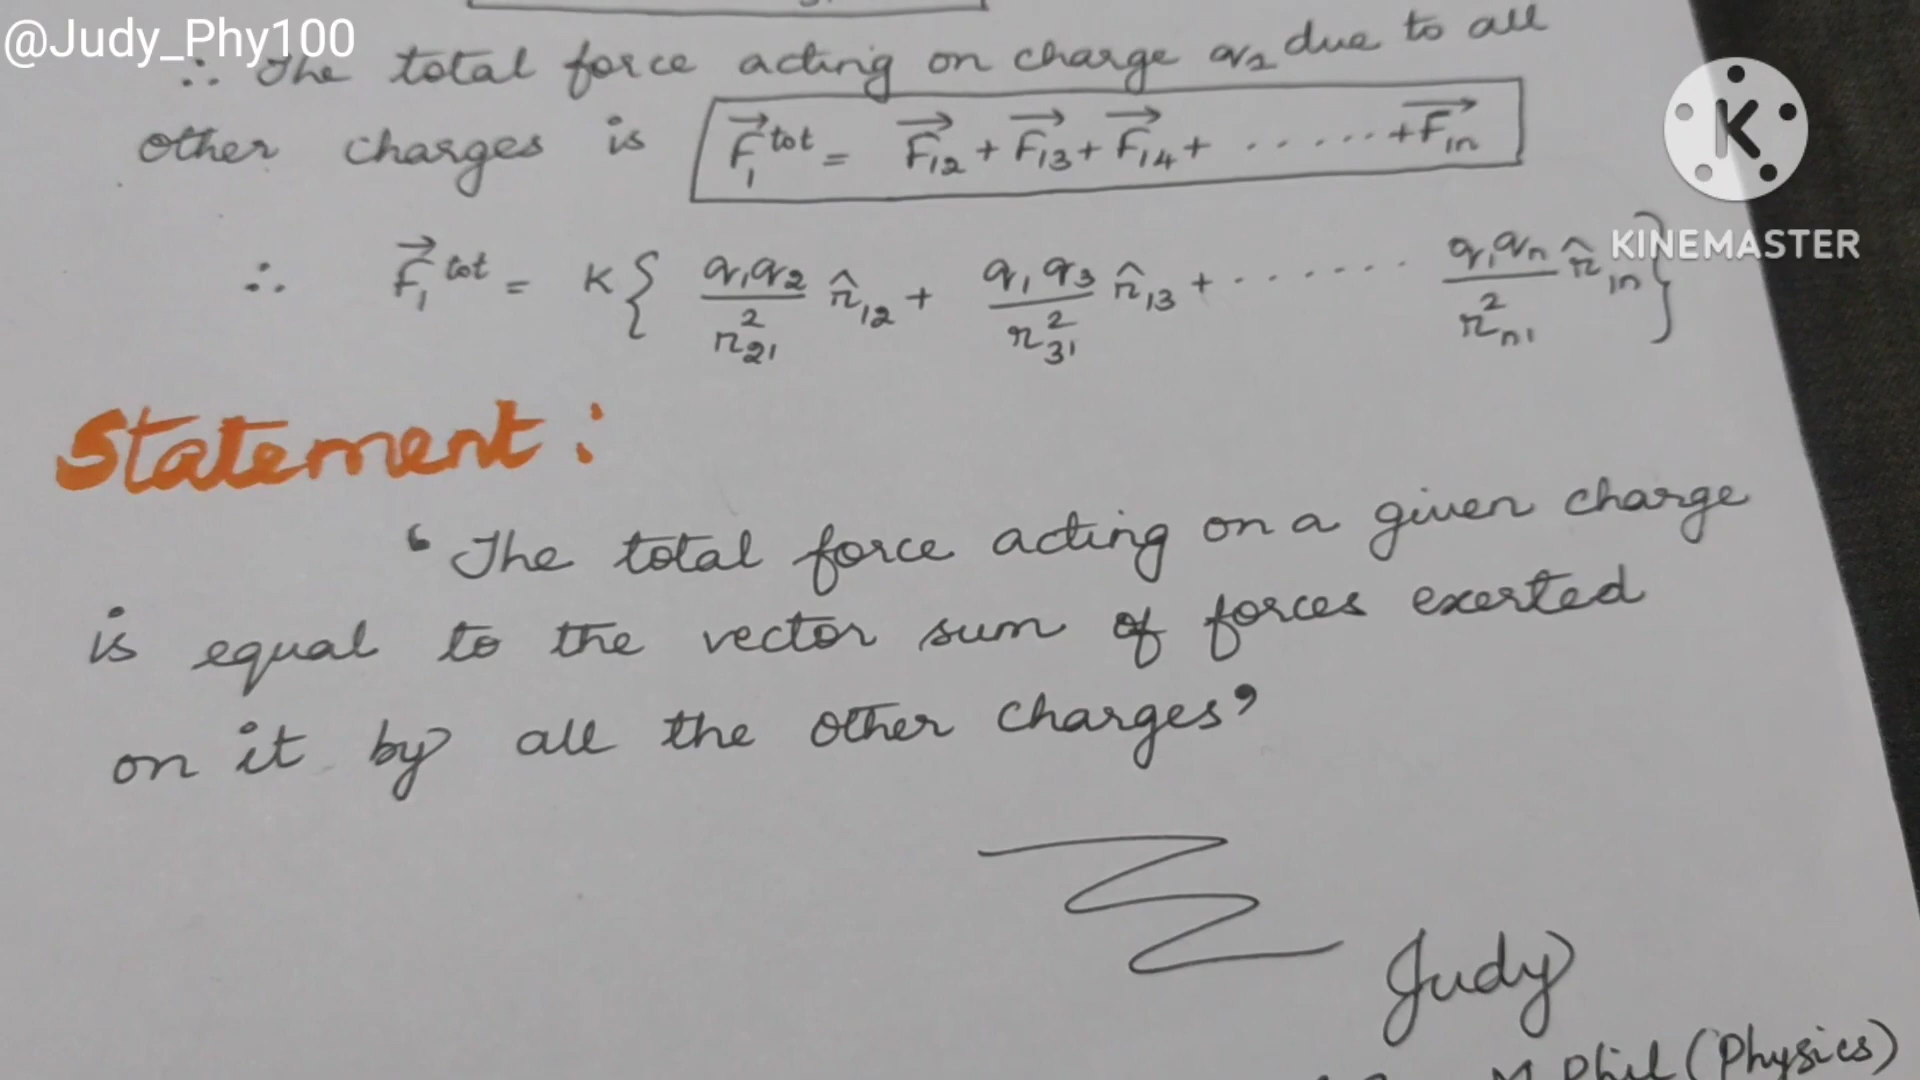 @Judy_Phy100
∴ The total force acting on charge q₂ due to all
other charges is F⃗₁ᵗᵒᵗ = F⃗₁₂ + F⃗₁₃ + F⃗₁₄ + ...... + F⃗₁ₙ
KINEMASTER
∴ F⃗₁ᵗᵒᵗ = K { q₁q₂/r²₂₁ r̂₁₂ + q₁q₃/r²₃₁ r̂₁₃ + ...... q₁qₙ/r²ₙ₁ r̂₁ₙ }
Statement :
‘The total force acting on a given charge
is equal to the vector sum of forces exerted
on it by all the other charges’
Judy
M.Phil (Physics)